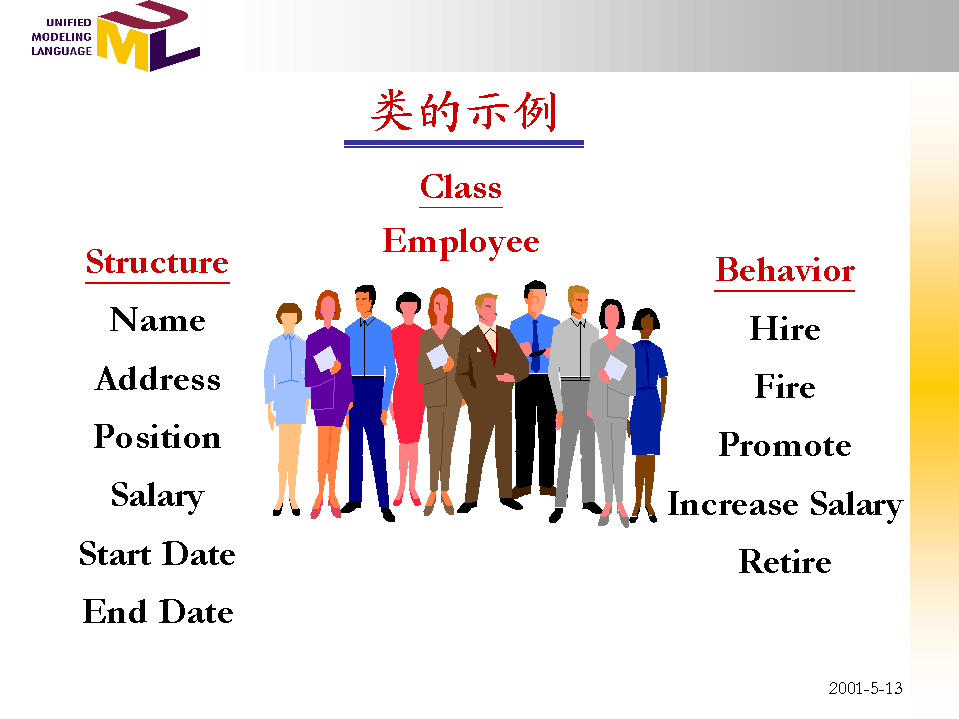 UNIFIED
MODELING
LANGUAGE
UML
类的示例
Class
Employee
Structure
Name
Address
Position
Salary
Start Date
End Date
Behavior
Hire
Fire
Promote
Increase Salary
Retire
2001-5-13